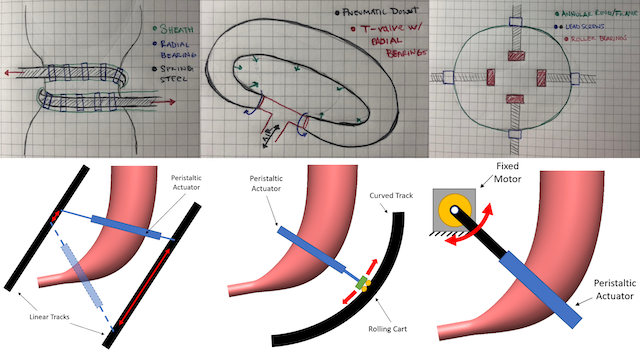 SHEATH
RADIAL
BEARING
SPRING
STEEL
PNEUMATIC DONUT
T-VALVE W/
RADIAL
BEARINGS
AIR
ANNULAR RING/FRAME
LEAD SCREWS
ROLLER BEARINGS
Peristaltic
Actuator
Linear Tracks
Peristaltic
Actuator
Curved Track
Rolling Cart
Fixed
Motor
Peristaltic
Actuator